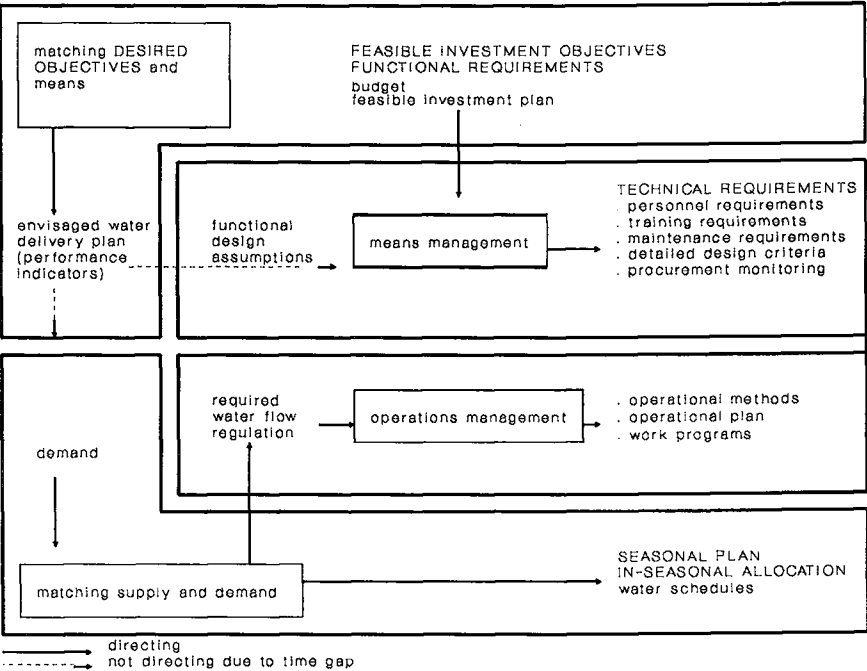 matching DESIRED
OBJECTIVES and
means
FEASIBLE INVESTMENT OBJECTIVES
FUNCTIONAL REQUIREMENTS
budget
feasible investment plan
envisaged water
delivery plan
(performance
indicators)
functional
design
assumptions
means management
TECHNICAL REQUIREMENTS
. personnel requirements
. training requirements
. maintenance requirements
. detailed design criteria
. procurement monitoring
required
water flow
regulation
operations management
. operational methods
. operational plan
. work programs
demand
matching supply and demand
SEASONAL PLAN
IN-SEASONAL ALLOCATION
water schedules
directing
not directing due to time gap